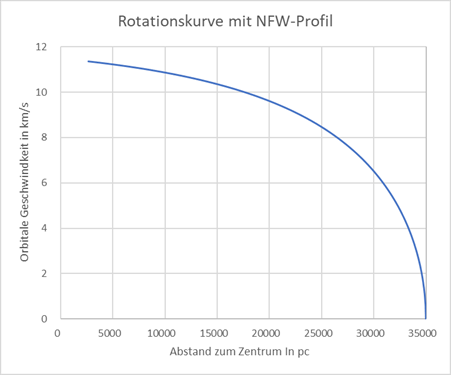 Rotationskurve mit NFW-Profil
12
10
8
6
4
2
0
Orbitale Geschwindkeit in km/s
0 5000 10000 15000 20000 25000 30000 35000
Abstand zum Zentrum In pc